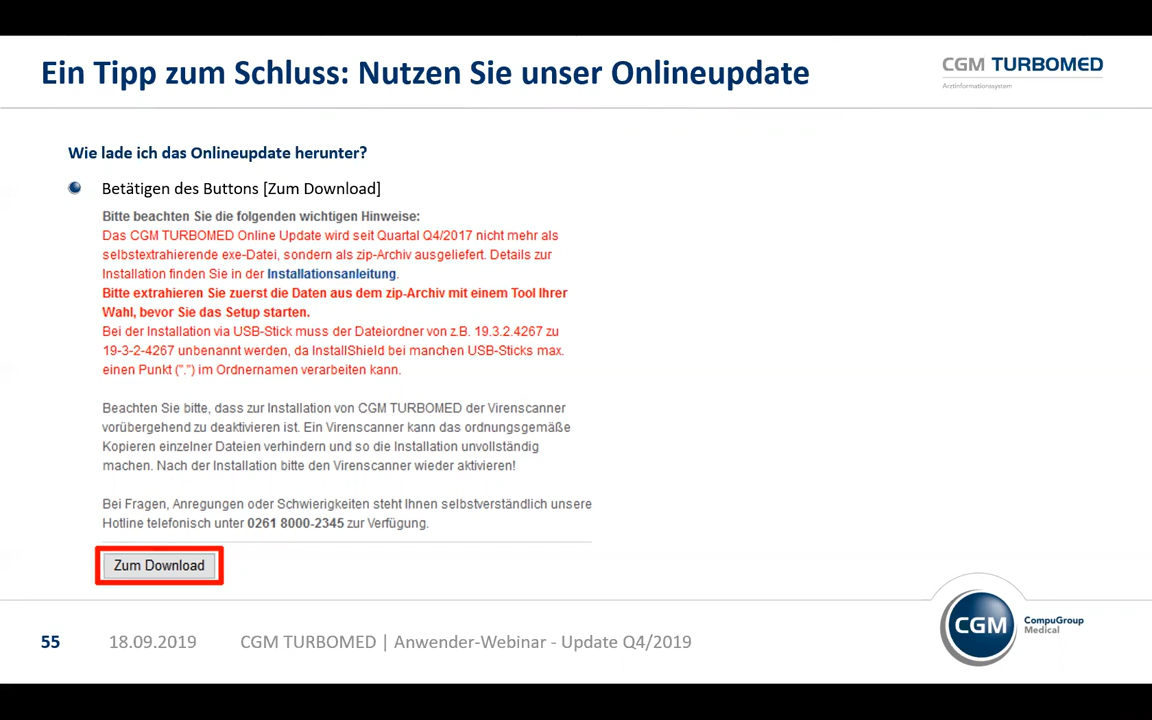 Ein Tipp zum Schluss: Nutzen Sie unser Onlineupdate
CGM TURBOMED
Arztinformationssystem
Wie lade ich das Onlineupdate herunter?
Betätigen des Buttons [Zum Download]
Bitte beachten Sie die folgenden wichtigen Hinweise:
Das CGM TURBOMED Online Update wird seit Quartal Q4/2017 nicht mehr als
selbstextrahierende exe-Datei, sondern als zip-Archiv ausgeliefert. Details zur
Installation finden Sie in der Installationsanleitung.
Bitte extrahieren Sie zuerst die Daten aus dem zip-Archiv mit einem Tool Ihrer
Wahl, bevor Sie das Setup starten.
Bei der Installation via USB-Stick muss der Dateiordner von z.B. 19.3.2.4267 zu
19-3-2-4267 unbenannt werden, da InstallShield bei manchen USB-Sticks max.
einen Punkt (".") im Ordnernamen verarbeiten kann.
Beachten Sie bitte, dass zur Installation von CGM TURBOMED der Virenscanner
vorübergehend zu deaktivieren ist. Ein Virenscanner kann das ordnungsgemäße
Kopieren einzelner Dateien verhindern und so die Installation unvollständig
machen. Nach der Installation bitte den Virenscanner wieder aktivieren!
Bei Fragen, Anregungen oder Schwierigkeiten steht Ihnen selbstverständlich unsere
Hotline telefonisch unter 0261 8000-2345 zur Verfügung.
Zum Download
55 18.09.2019 CGM TURBOMED | Anwender-Webinar - Update Q4/2019
CGM
CompuGroup
Medical